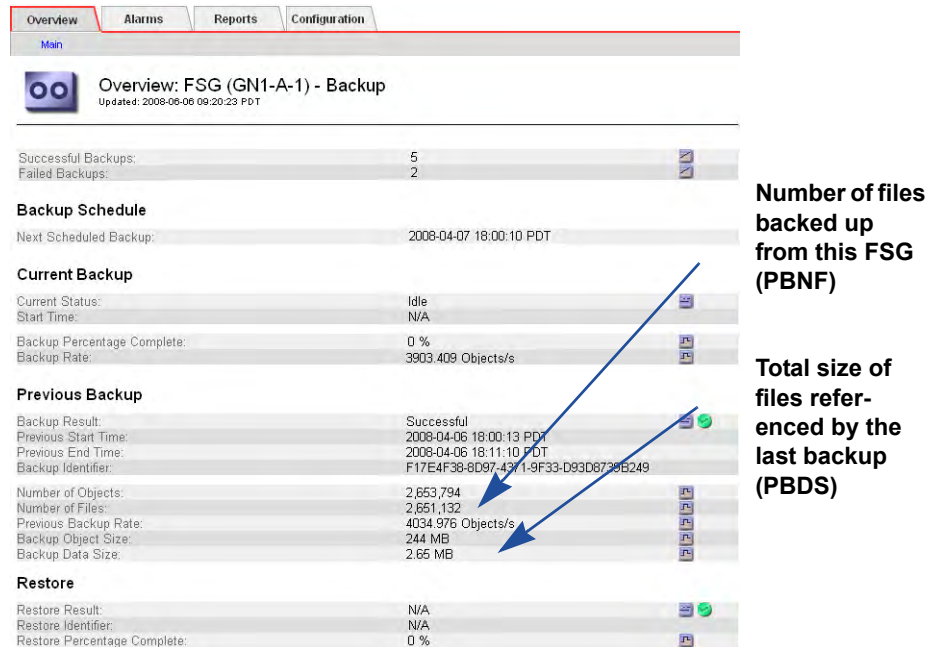 Overview Alarms Reports Configuration
Main
Overview: FSG (GN1-A-1) - Backup
Updated: 2008-06-06 09:20:23 PDT
Successful Backups: 5
Failed Backups: 2
Backup Schedule
Next Scheduled Backup: 2008-04-07 18:00:10 PDT
Current Backup
Current Status: Idle
Start Time: N/A
Backup Percentage Complete: 0 %
Backup Rate: 3903.409 Objects/s
Previous Backup
Backup Result: Successful
Previous Start Time: 2008-04-06 18:00:13 PDT
Previous End Time: 2008-04-06 18:11:10 PDT
Backup Identifier: F17E4F38-8D97-4371-9F33-D93D8739B249
Number of Objects: 2,653,794
Number of Files: 2,651,132
Previous Backup Rate: 4034.976 Objects/s
Backup Object Size: 244 MB
Backup Data Size: 2.65 MB
Restore
Restore Result: N/A
Restore Identifier: N/A
Restore Percentage Complete: 0 %
Number of files
backed up
from this FSG
(PBNF)
Total size of
files refer-
enced by the
last backup
(PBDS)